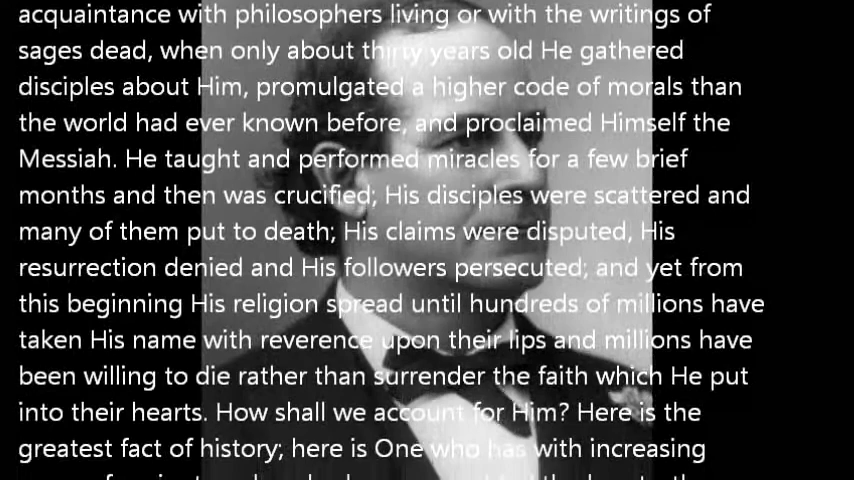 acquaintance with philosophers living or with the writings of
sages dead, when only about thirty years old He gathered
disciples about Him, promulgated a higher code of morals than
the world had ever known before, and proclaimed Himself the
Messiah. He taught and performed miracles for a few brief
months and then was crucified; His disciples were scattered and
many of them put to death; His claims were disputed, His
resurrection denied and His followers persecuted; and yet from
this beginning His religion spread until hundreds of millions have
taken His name with reverence upon their lips and millions have
been willing to die rather than surrender the faith which He put
into their hearts. How shall we account for Him? Here is the
greatest fact of history; here is One who has with increasing